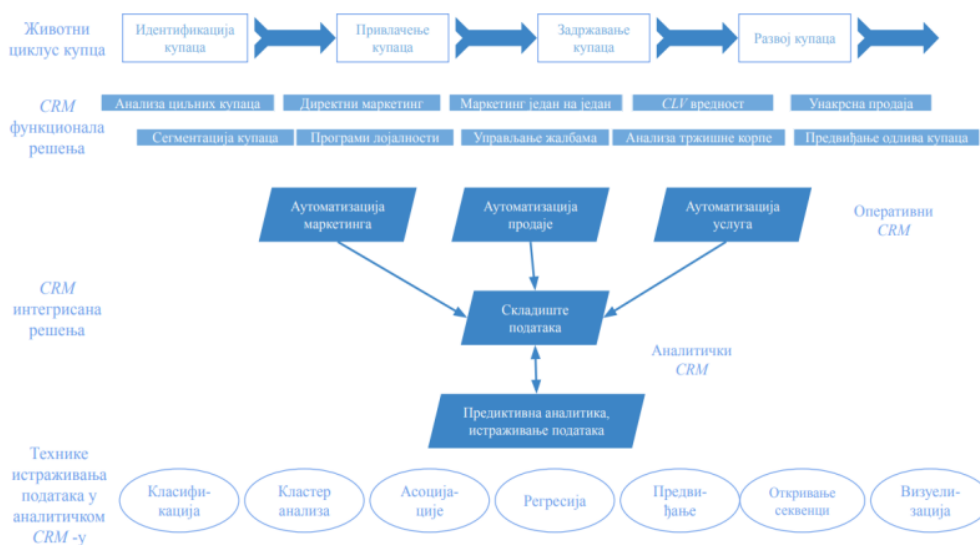 Животни
циклус купца
Идентификација
купаца
Привлачење
купаца
Задржавање
купаца
Развој купаца
CRM
функционала
решења
Анализа циљних купаца
Директни маркетинг
Маркетинг један на један
CLV вредност
Унакрсна продаја
Сегментација купаца
Програми лојалности
Управљање жалбама
Анализа тржишне корпе
Предвиђање одлива купаца
Аутоматизација
маркетинга
Аутоматизација
продаје
Аутоматизација
услуга
Оперативни
CRM
CRM
интегрисана
решења
Складиште
података
Аналитички
CRM
Предиктивна аналитика,
истраживање података
Технике
истраживања
података у
аналитичком
CRM -у
Класифи-
кација
Кластер
анализа
Асоција-
ције
Регресија
Предви-
ђање
Откривање
секвенци
Визуели-
зација